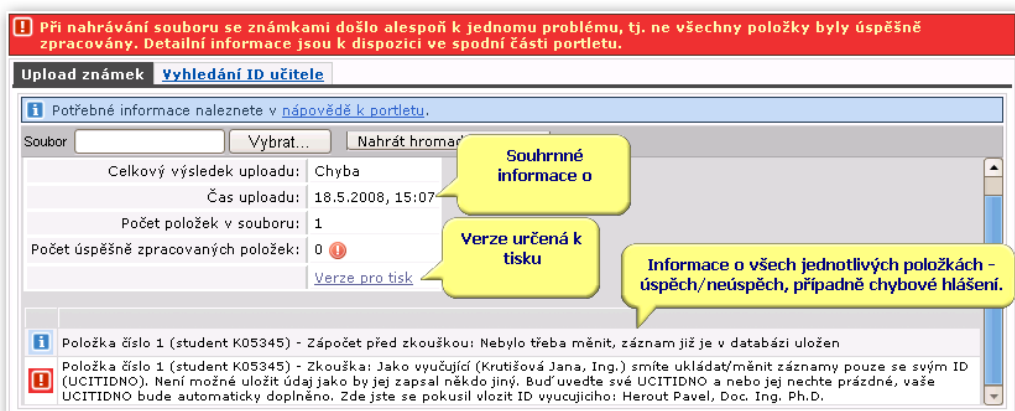 Při nahrávání souboru se známkami došlo alespoň k jednomu problému, tj. ne všechny položky byly úspěšně
zpracovány. Detailní informace jsou k dispozici ve spodní části portletu.
Upload známek Vyhledání ID učitele
Potřebné informace naleznete v nápovědě k portletu.
Soubor Vybrat... Nahrát hromad
Souhrnné
informace o
Celkový výsledek uploadu: Chyba
Čas uploadu: 18.5.2008, 15:07
Počet položek v souboru: 1
Počet úspěšně zpracovaných položek: 0
Verze pro tisk
Verze určená k
tisku
Informace o všech jednotlivých položkách -
úspěch/neúspěch, případně chybové hlášení.
Položka číslo 1 (student K05345) - Zápočet před zkouškou: Nebylo třeba měnit, záznam již je v databázi uložen
Položka číslo 1 (student K05345) - Zkouška: Jako vyučující (Krutišová Jana, Ing.) smíte ukládat/měnit záznamy pouze se svým ID
(UCITIDNO). Není možné uložit údaj jako by jej zapsal někdo jiný. Buď uveďte své UCITIDNO a nebo jej nechte prázdné, vaše
UCITIDNO bude automaticky doplněno. Zde jste se pokusil vlozit ID vyucujiciho: Herout Pavel, Doc. Ing. Ph.D.